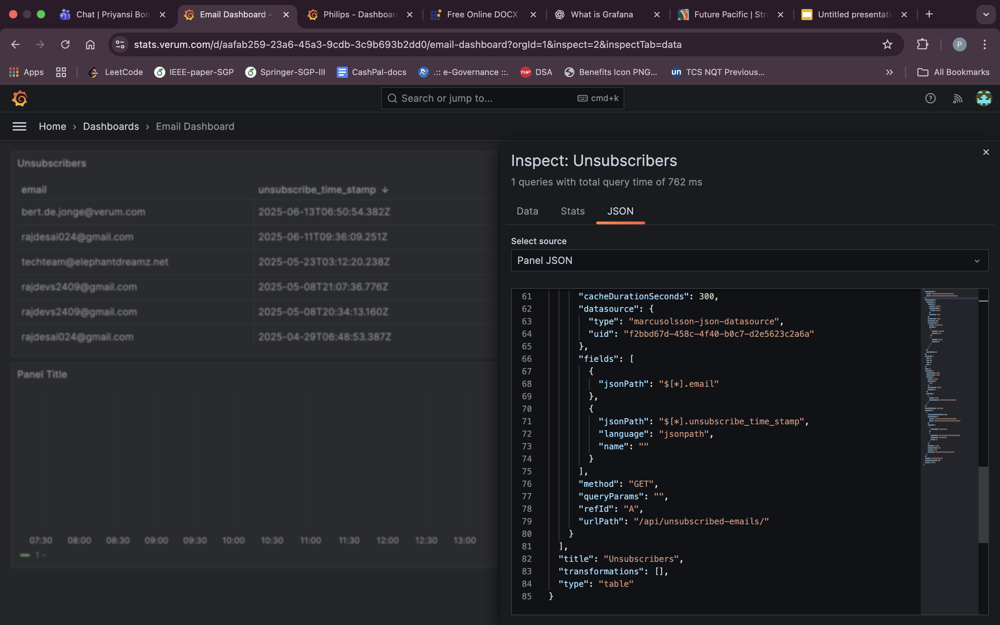 Chat | Priyansi Bor
Email Dashboard -
Philips - Dashboar
Free Online DOCX
What is Grafana
Future Pacific | Stra
Untitled presentati
stats.verum.com/d/aafab259-23a6-45a3-9cdb-3c9b693b2dd0/email-dashboard?orgId=1&inspect=2&inspectTab=data
P
Apps
LeetCode
IEEE-paper-SGP
Springer-SGP-III
CashPal-docs
.:: e-Governance ::.
DSA
Benefits Icon PNG...
un TCS NQT Previous...
All Bookmarks
Search or jump to...
cmd+k
Home › Dashboards › Email Dashboard
Unsubscribers
email unsubscribe_time_stamp
bert.de.jonge@verum.com 2025-06-13T06:50:54.382Z
rajdesai024@gmail.com 2025-06-11T09:36:09.251Z
techteam@elephantdreamz.net 2025-05-23T03:12:20.238Z
rajdevs2409@gmail.com 2025-05-08T21:07:36.776Z
rajdevs2409@gmail.com 2025-05-08T20:34:13.160Z
rajdesai024@gmail.com 2025-04-29T06:48:53.387Z
Panel Title
07:30 08:00 08:30 09:00 09:30 10:00 10:30 11:00 11:30 12:00 12:30 13:00
1 -
Inspect: Unsubscribers
1 queries with total query time of 762 ms
Data Stats JSON
Select source
Panel JSON
61 "cacheDurationSeconds": 300,
62 "datasource": {
63 "type": "marcusolsson-json-datasource",
64 "uid": "f2bbd67d-458c-4f40-b0c7-d2e5623c2a6a"
65 },
66 "fields": [
67 {
68 "jsonPath": "$[*].email"
69 },
70 {
71 "jsonPath": "$[*].unsubscribe_time_stamp",
72 "language": "jsonpath",
73 "name": ""
74 }
75 ],
76 "method": "GET",
77 "queryParams": "",
78 "refId": "A",
79 "urlPath": "/api/unsubscribed-emails/"
80 }
81 ],
82 "title": "Unsubscribers",
83 "transformations": [],
84 "type": "table"
85 }